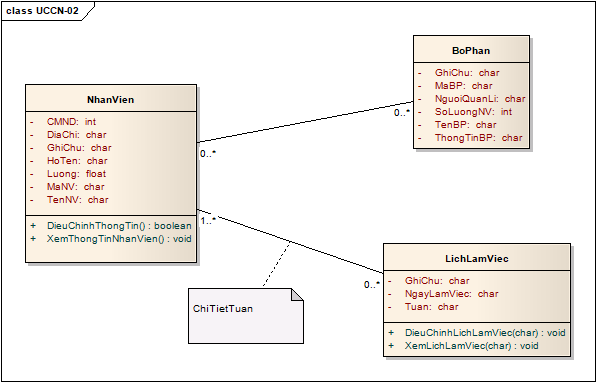 class UCCN-02
NhanVien
- CMND: int
- DiaChi: char
- GhiChu: char
- HoTen: char
- Luong: float
- MaNV: char
- TenNV: char
+ DieuChinhThongTin() : boolean
+ XemThongTinNhanVien() : void
BoPhan
- GhiChu: char
- MaBP: char
- NguoiQuanLi: char
- SoLuongNV: int
- TenBP: char
- ThongTinBP: char
0..*
0..*
1..*
0..*
ChiTietTuan
LichLamViec
- GhiChu: char
- NgayLamViec: char
- Tuan: char
+ DieuChinhLichLamViec(char) : void
+ XemLichLamViec(char) : void